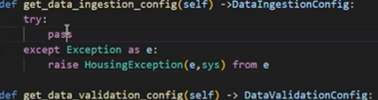 def get_data_ingestion_config(self) ->DataIngestionConfig:
try:
pass
except Exception as e:
raise HousingException(e,sys) from e
def get_data_validation_config(self) -> DataValidationConfig: